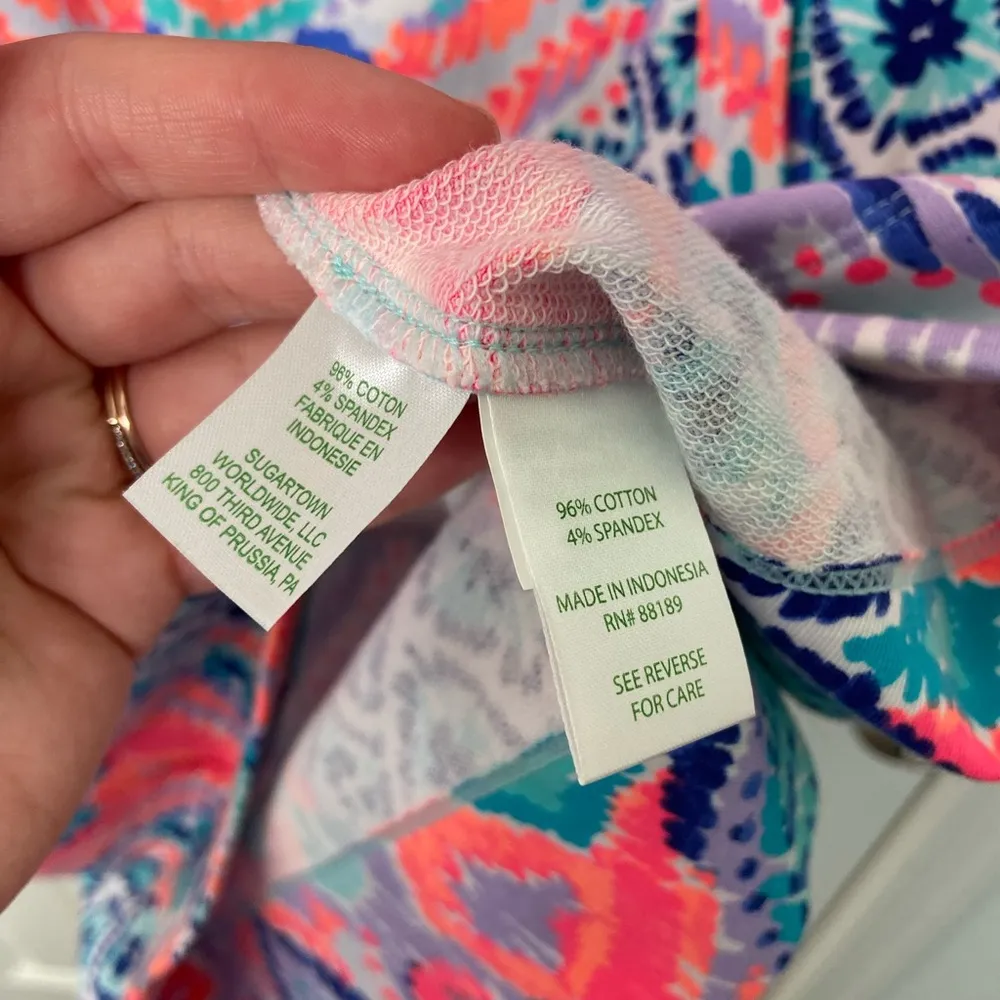 96% COTTON
4% SPANDEX
FABRIQUE EN
INDONESIE
SUGARTOWN
WORLDWIDE, LLC
800 THIRD AVENUE
KING OF PRUSSIA, PA
96% COTTON
4% SPANDEX
MADE IN INDONESIA
RN# 88189
SEE REVERSE
FOR CARE